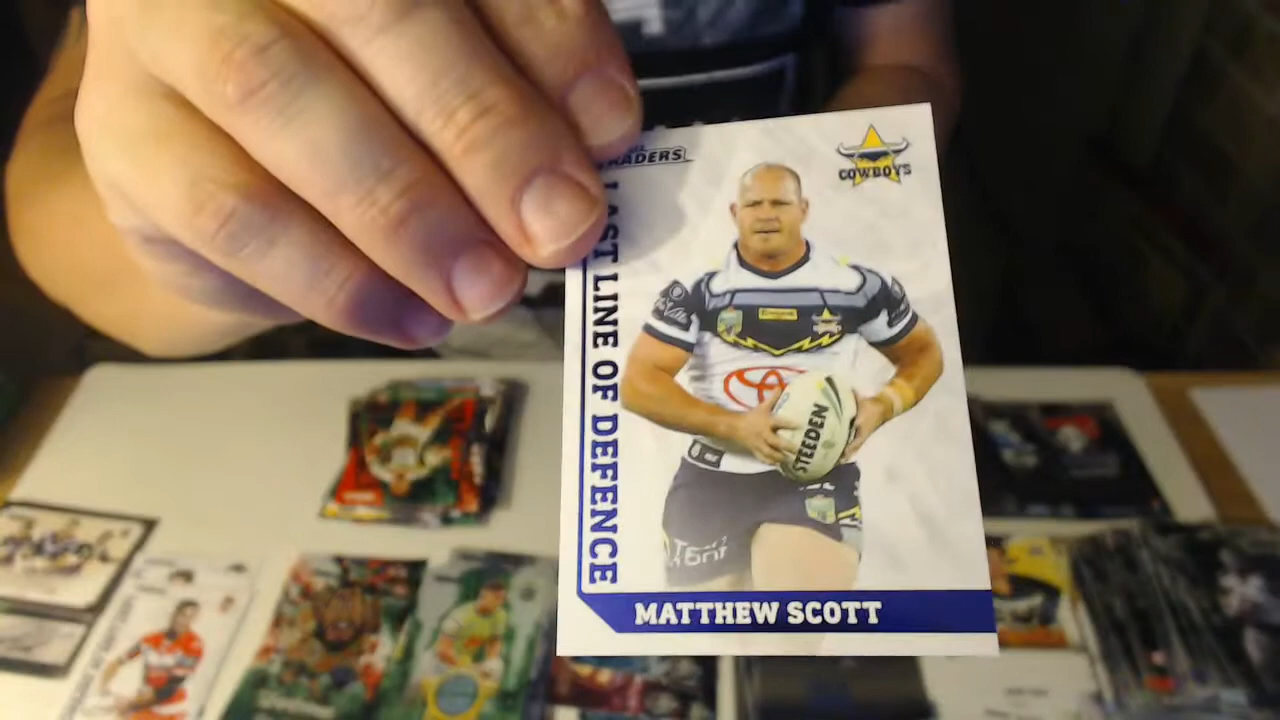 TRADERS
COWBOYS
LAST LINE OF DEFENCE
STEEDEN
MATTHEW SCOTT